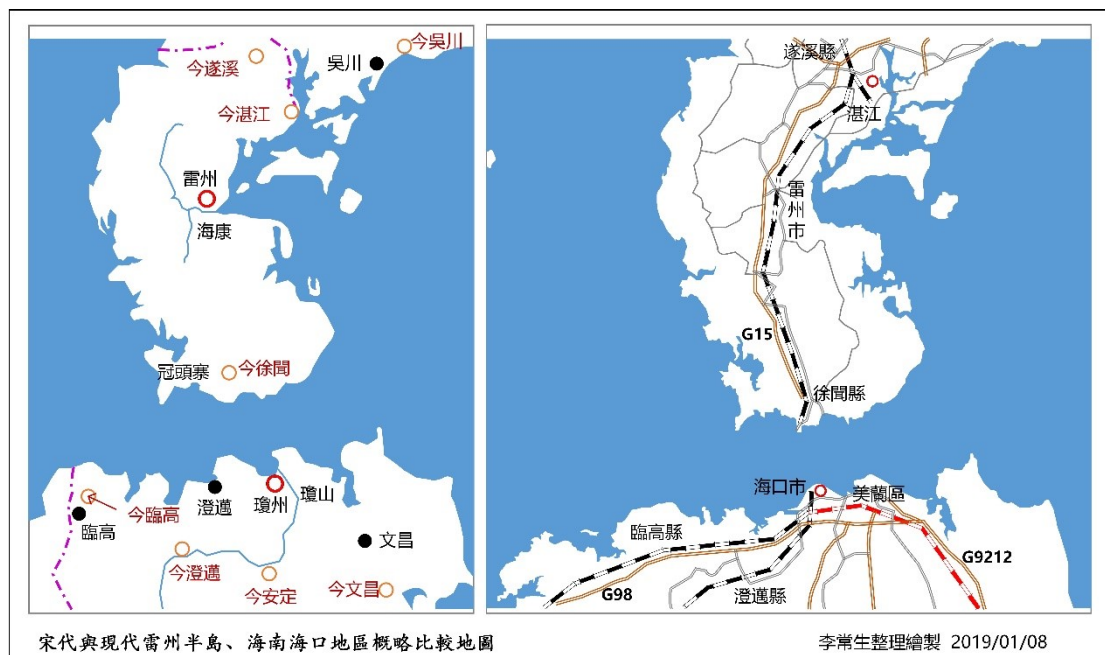 今吳川
吳川
今遂溪
今湛江
雷州
海康
冠頭寨
今徐聞
瓊州
瓊山
澄邁
今臨高
臨高
文昌
今澄邁
今安定
今文昌
遂溪縣
湛江
雷州市
G15
徐聞縣
海口市
美蘭區
臨高縣
G9212
G98
澄邁縣
宋代與現代雷州半島、海南海口地區概略比較地圖
李常生整理繪製 2019/01/08